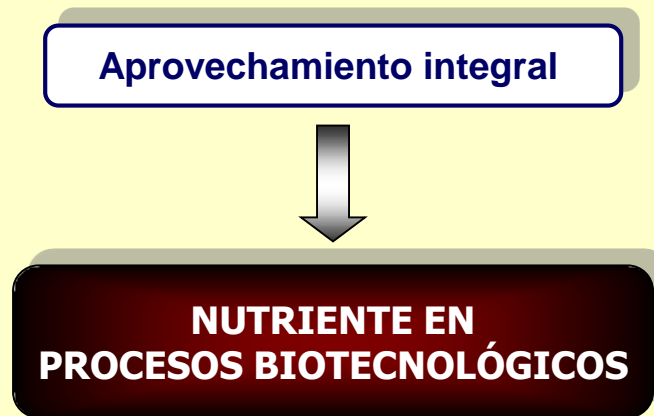 Aprovechamiento integral
NUTRIENTE EN
PROCESOS BIOTECNOLÓGICOS